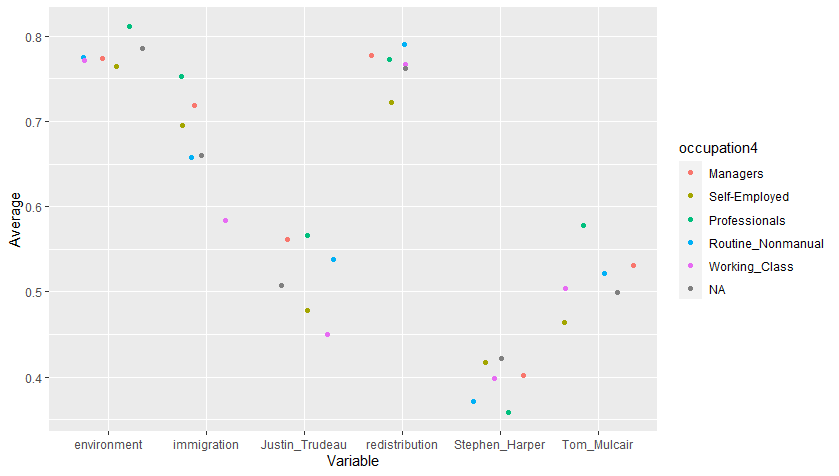 0.8
0.7
0.6
0.5
0.4
Average
environment immigration Justin_Trudeau redistribution Stephen_Harper Tom_Mulcair
Variable
occupation4
Managers
Self-Employed
Professionals
Routine_Nonmanual
Working_Class
NA